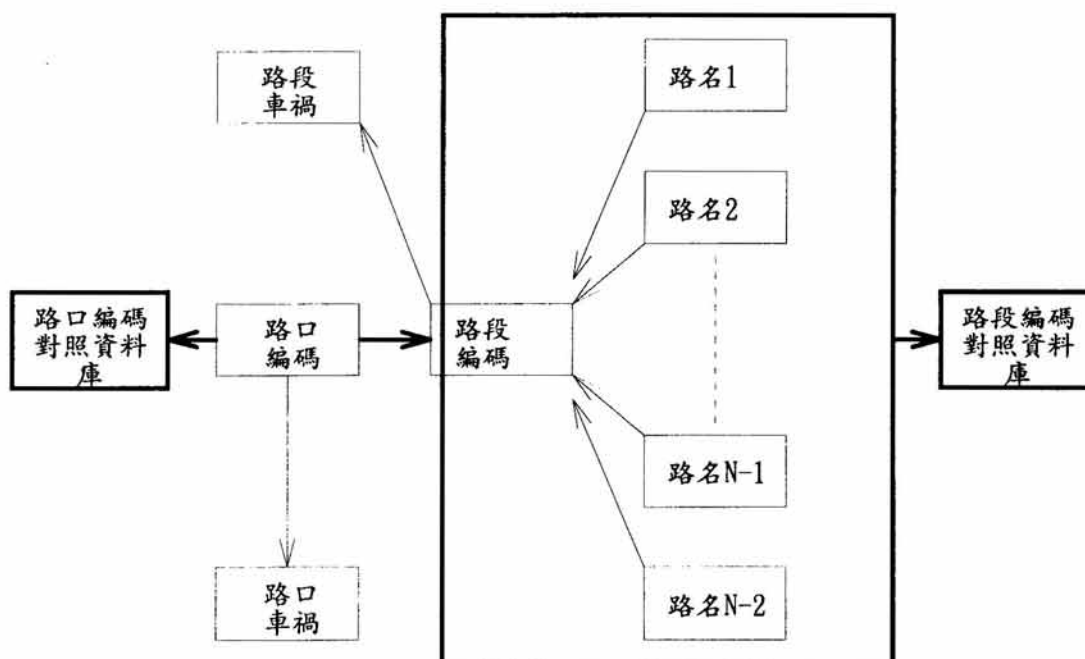 路段
車禍
路名1
路名2
路口編碼
對照資料
庫
路口
編碼
路段
編碼
路段編碼
對照資料
庫
路名N-1
路口
車禍
路名N-2